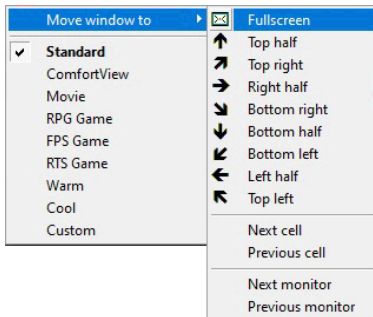 Move window to
Standard
ComfortView
Movie
RPG Game
FPS Game
RTS Game
Warm
Cool
Custom
Fullscreen
Top half
Top right
Right half
Bottom right
Bottom half
Bottom left
Left half
Top left
Next cell
Previous cell
Next monitor
Previous monitor